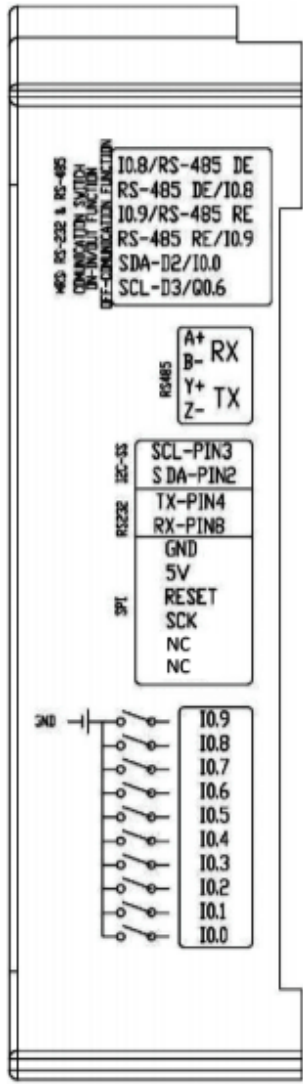 WRS: RS-232 & RS-485
COMUNICATION SWITCH
ON-IN/OUT FUNCTION
OFF-COMUNICATION FUNCTION
I0.8/RS-485 DE
RS-485 DE/I0.8
I0.9/RS-485 RE
RS-485 RE/I0.9
SDA-D2/I0.0
SCL-D3/Q0.6
RS485
A+
B-
RX
Y+
Z-
TX
I2C-SS
SCL-PIN3
SDA-PIN2
RS232
TX-PIN4
RX-PIN8
SPI
GND
5V
RESET
SCK
NC
NC
GND
I0.9
I0.8
I0.7
I0.6
I0.5
I0.4
I0.3
I0.2
I0.1
I0.0